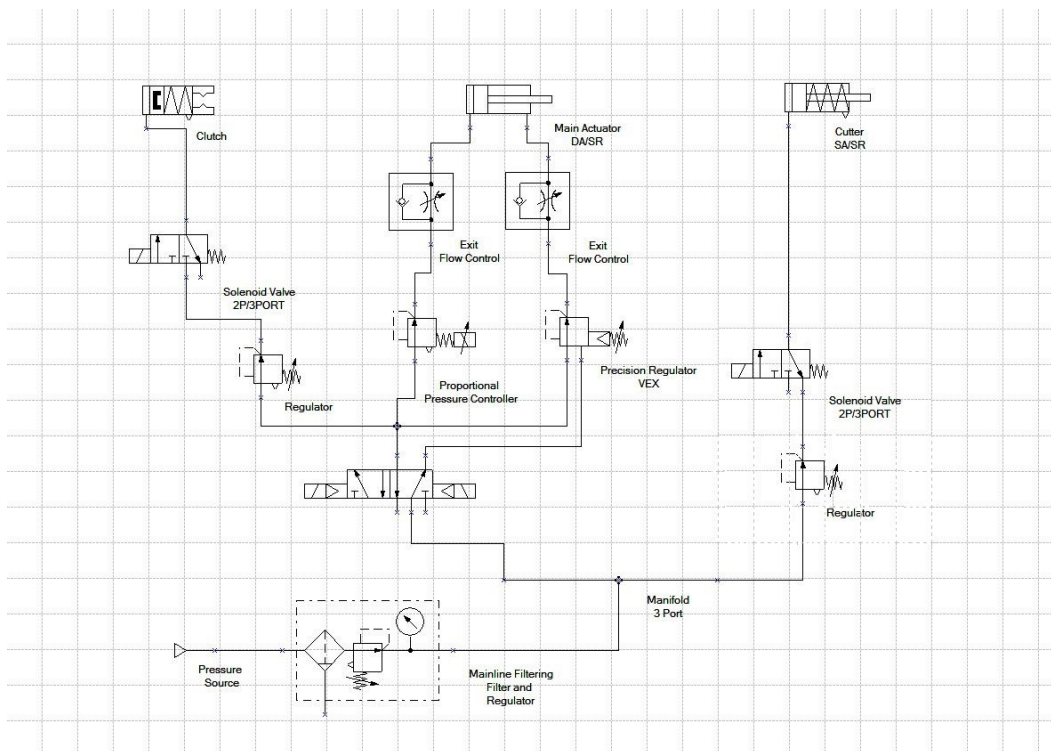 Clutch
Main Actuator
DA/SR
Cutter
SA/SR
Exit
Flow Control
Exit
Flow Control
Solenoid Valve
2P/3PORT
Precision Regulator
VEX
Proportional
Pressure Controller
Regulator
Solenoid Valve
2P/3PORT
Regulator
Manifold
3 Port
Pressure
Source
Mainline Filtering
Filter and
Regulator